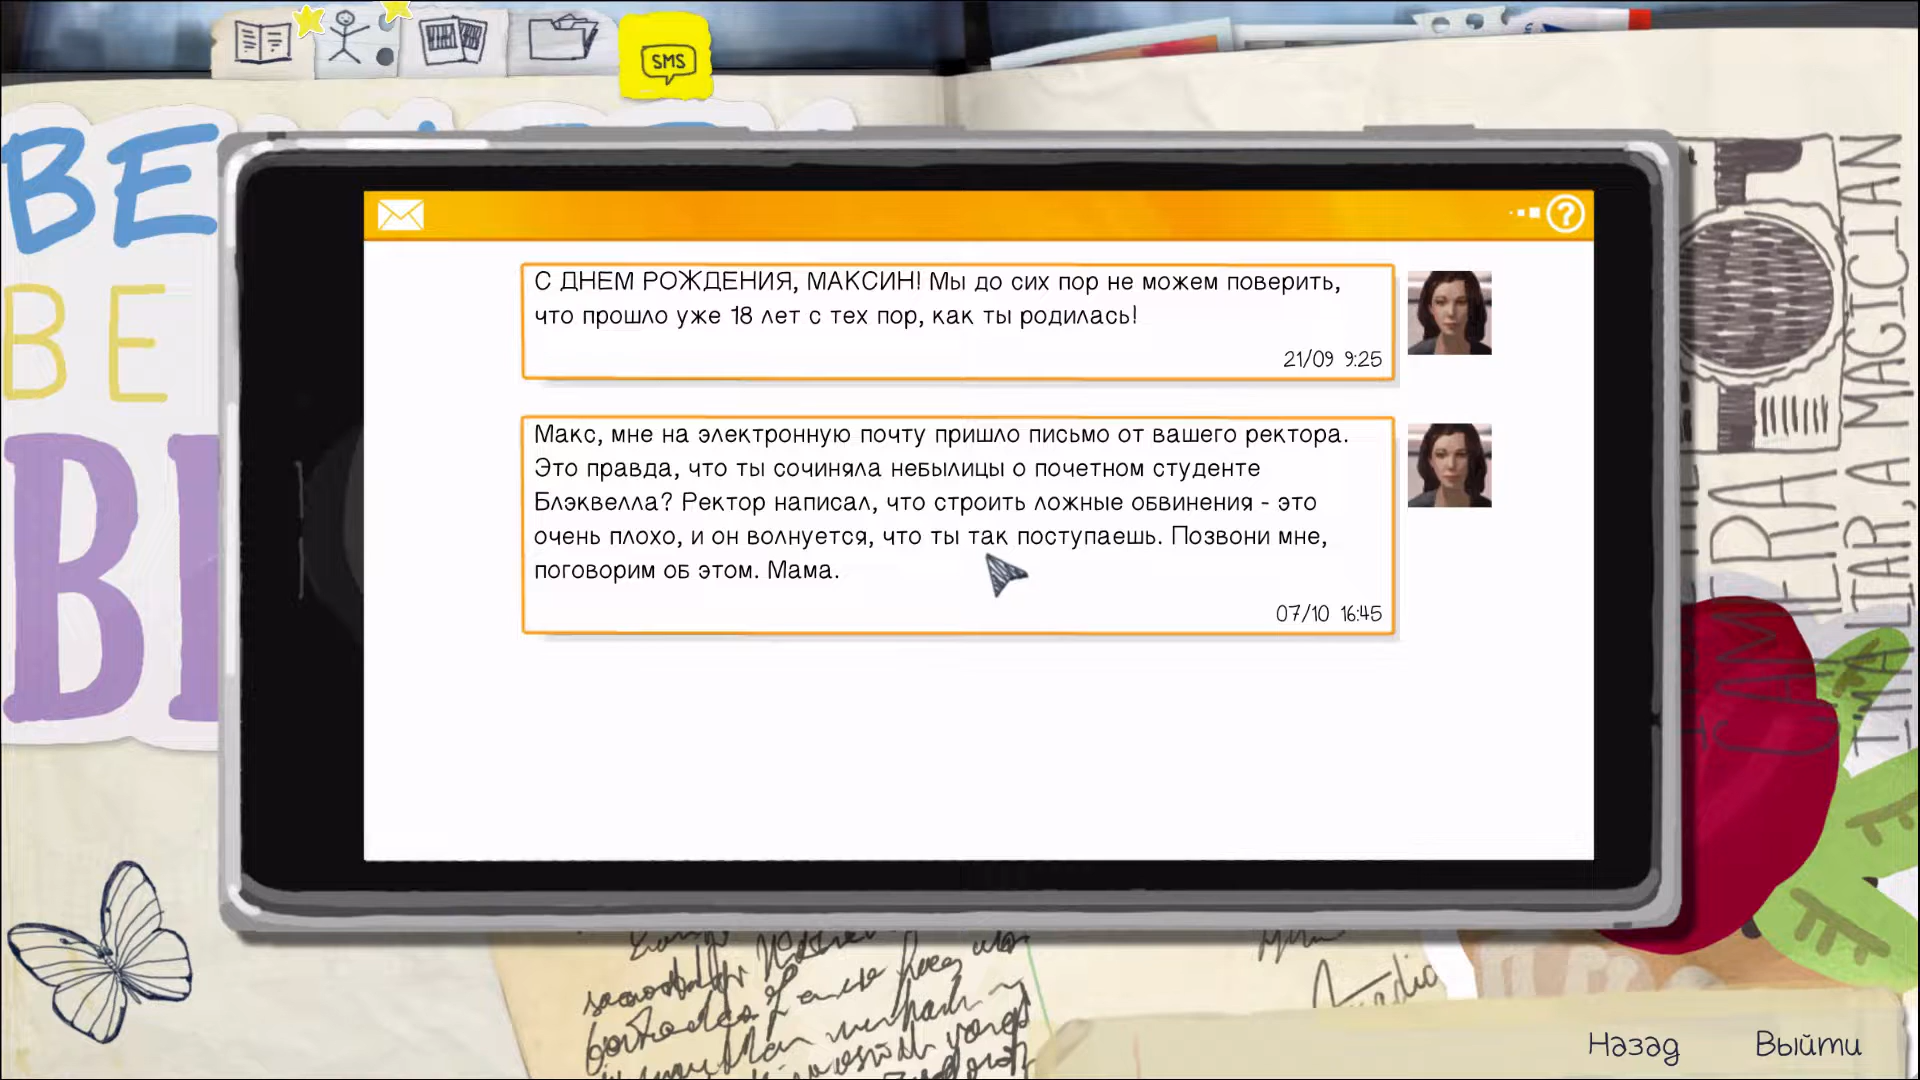 SMS
BE
BE
С ДНЕМ РОЖДЕНИЯ, МАКСИН! Мы до сих пор не можем поверить,
что прошло уже 18 лет с тех пор, как ты родилась!
21/09 9:25
Макс, мне на электронную почту пришло письмо от вашего ректора.
Это правда, что ты сочиняла небылицы о почетном студенте
Блэквелла? Ректор написал, что строить ложные обвинения - это
очень плохо, и он волнуется, что ты так поступаешь. Позвони мне,
поговорим об этом. Мама.
07/10 16:45
?
LIAR, A MAGICIAN
Назад
Выйти